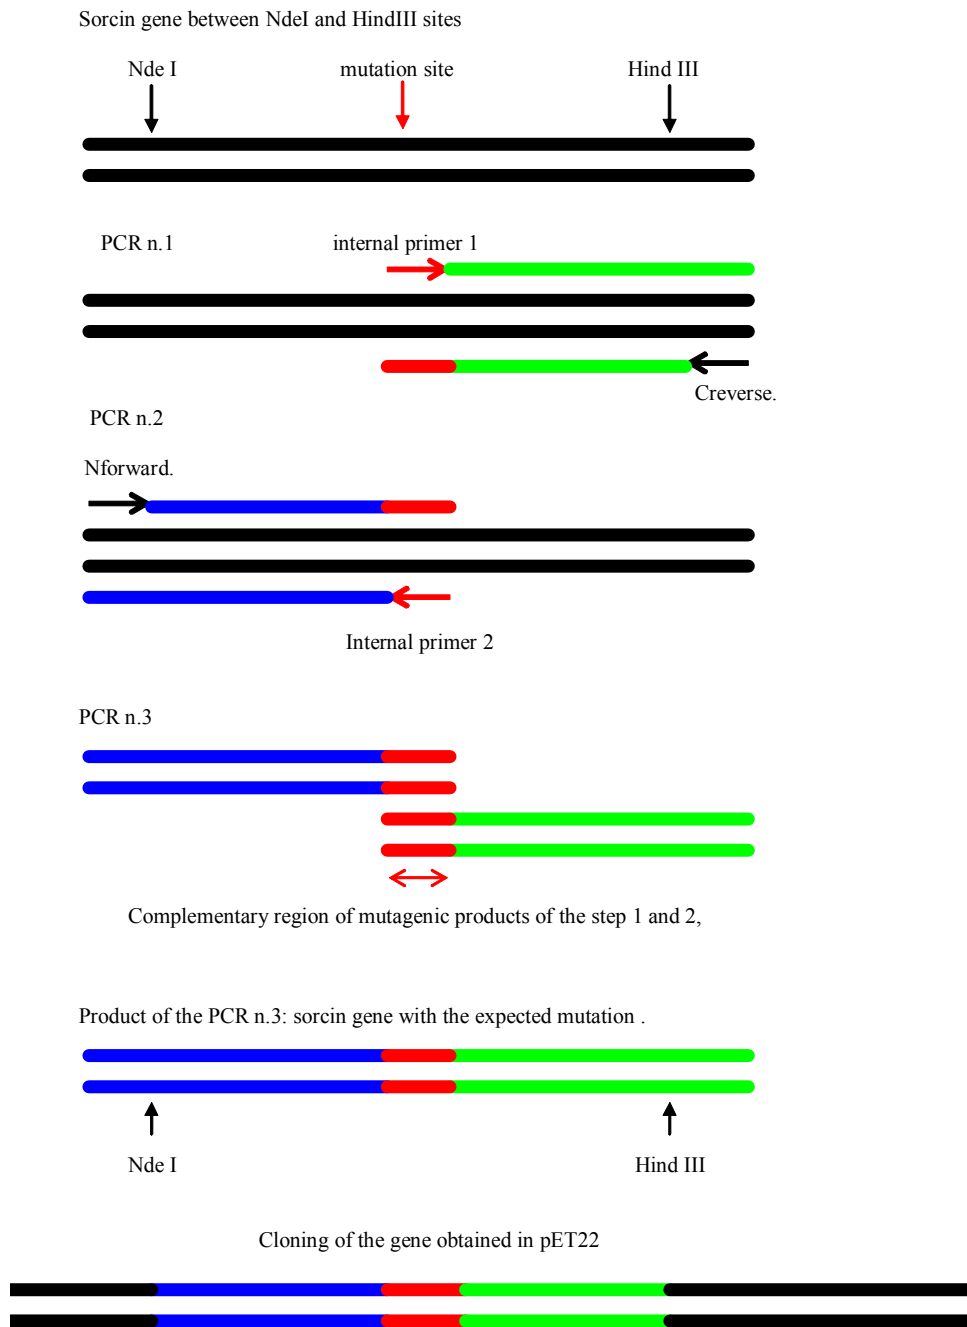 Sorcin gene between NdeI and HindIII sites
Nde I mutation site Hind III
PCR n.1 internal primer 1
Creverse.
PCR n.2
Nforward.
Internal primer 2
PCR n.3
Complementary region of mutagenic products of the step 1 and 2,
Product of the PCR n.3: sorcin gene with the expected mutation .
Nde I Hind III
Cloning of the gene obtained in pET22